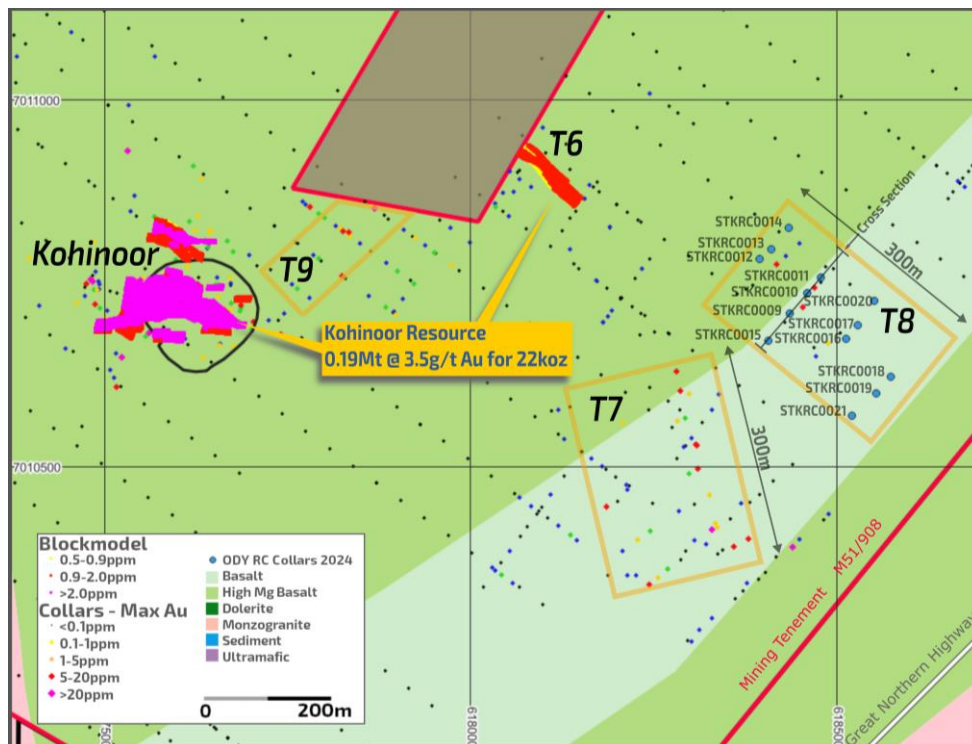 7011000
T6
STKRC0014
Cross Section
STKRC0013
STKRC0012
300m
Kohinoor
T9
STKRC0011
STKRC0010
STKRC0020
STKRC0009
T8
STKRC0017
Kohinoor Resource
0.19Mt @ 3.5g/t Au for 22koz
STKRC0015
STKRC0016
STKRC0018
STKRC0019
T7
STKRC0021
300m
7010500
Blockmodel
0.5-0.9ppm
0.9-2.0ppm
>2.0ppm
Collars - Max Au
<0.1ppm
0.1-1ppm
1-5ppm
5-20ppm
>20ppm
ODY RC Collars 2024
Basalt
High Mg Basalt
Dolerite
Monzogranite
Sediment
Ultramafic
0 200m
Mining Tenement M51/908
Great Northern Highway
618000